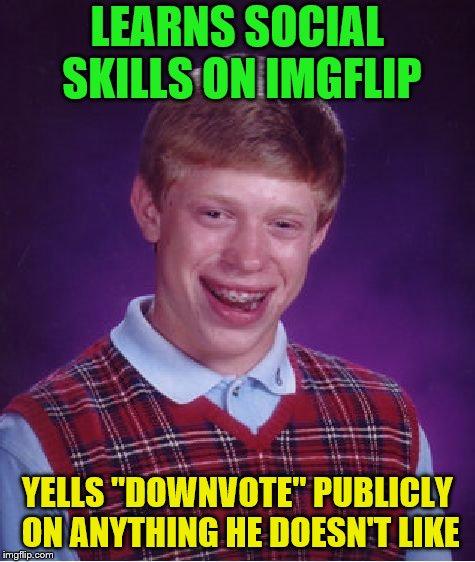 LEARNS SOCIAL
SKILLS ON IMGFLIP
YELLS "DOWNVOTE" PUBLICLY
ON ANYTHING HE DOESN'T LIKE
imgflip.com